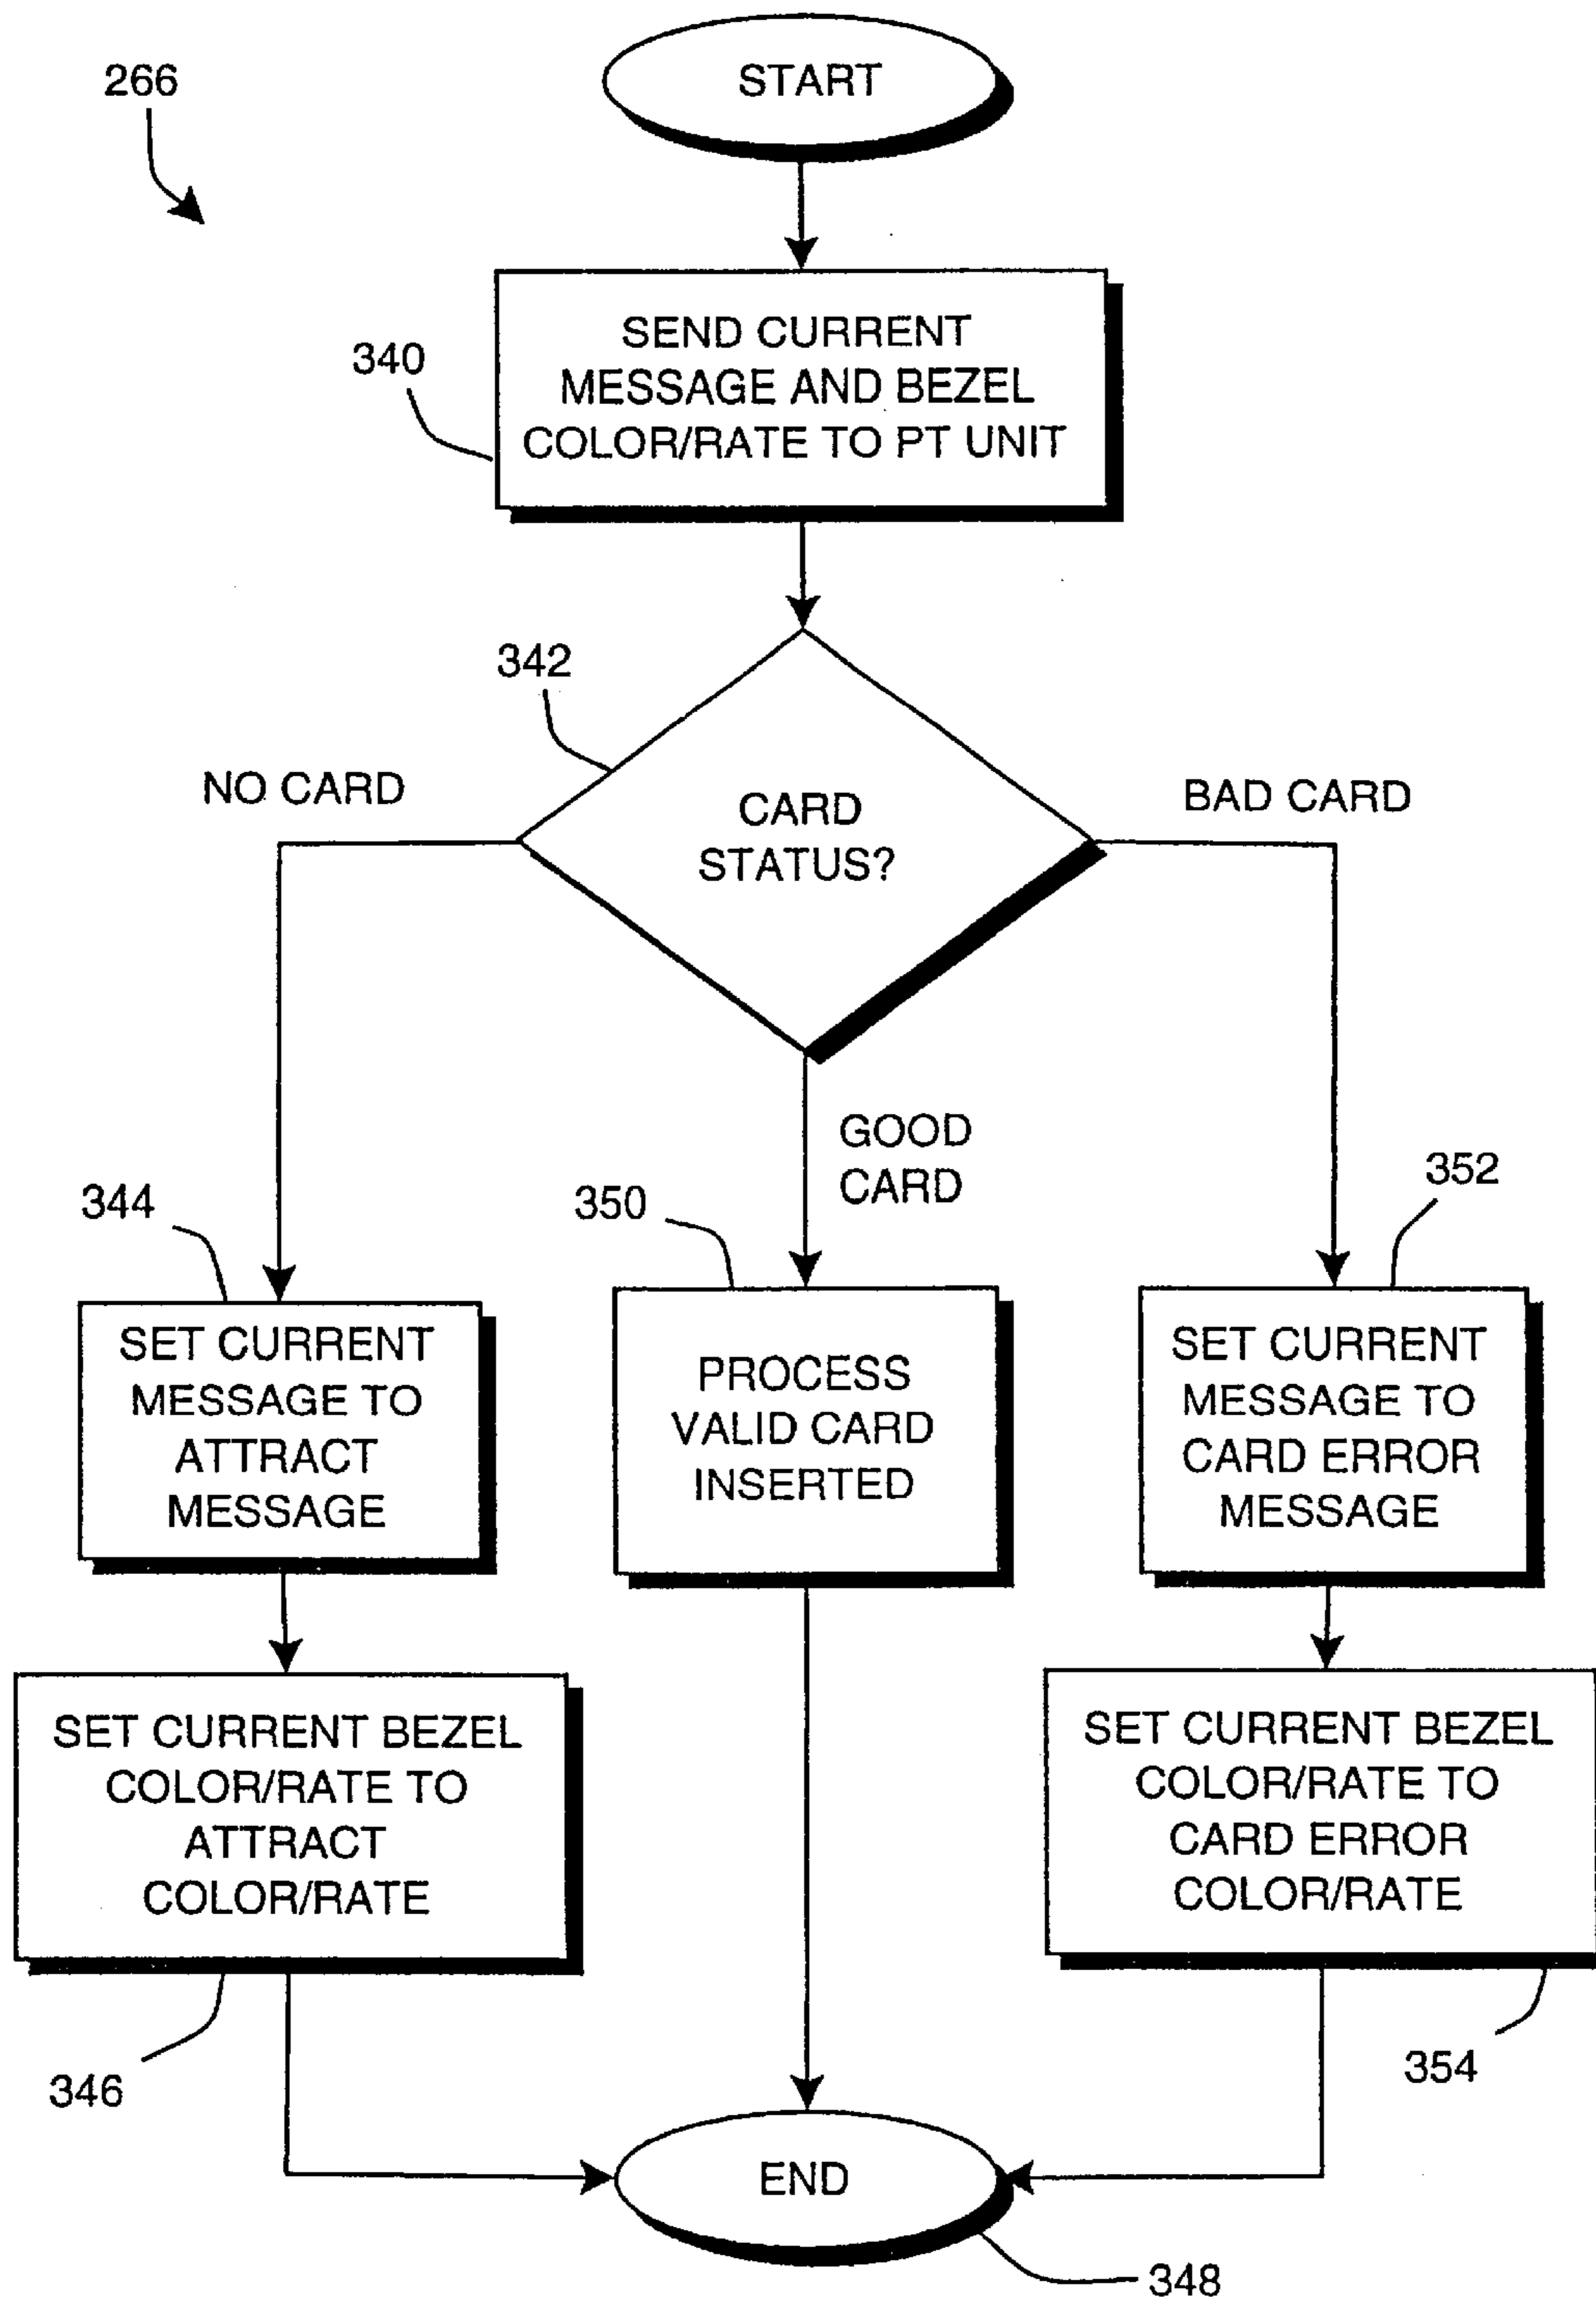 266
START
340
SEND CURRENT
MESSAGE AND BEZEL
COLOR/RATE TO PT UNIT
342
NO CARD
CARD
STATUS?
BAD CARD
GOOD
CARD
344
SET CURRENT
MESSAGE TO
ATTRACT
MESSAGE
350
PROCESS
VALID CARD
INSERTED
352
SET CURRENT
MESSAGE TO
CARD ERROR
MESSAGE
SET CURRENT BEZEL
COLOR/RATE TO
ATTRACT
COLOR/RATE
346
SET CURRENT BEZEL
COLOR/RATE TO
CARD ERROR
COLOR/RATE
354
END
348